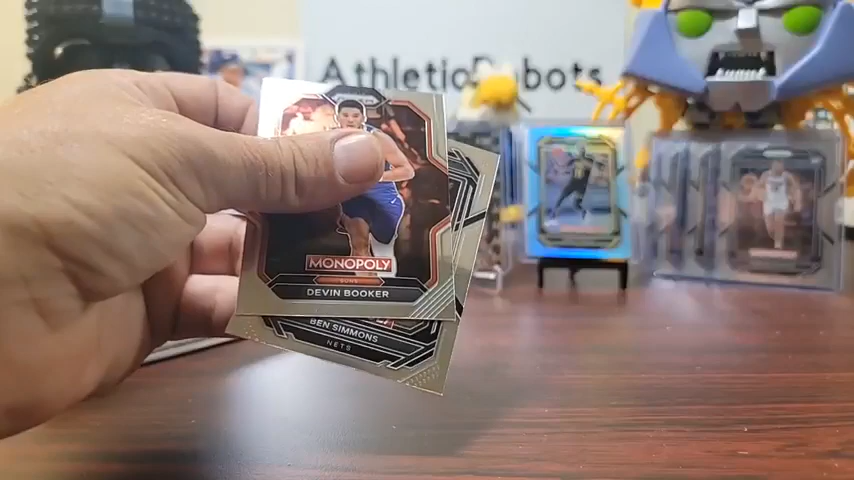 AthleticRobots
MONOPOLY
SUNS
DEVIN BOOKER
BEN SIMMONS
NETS